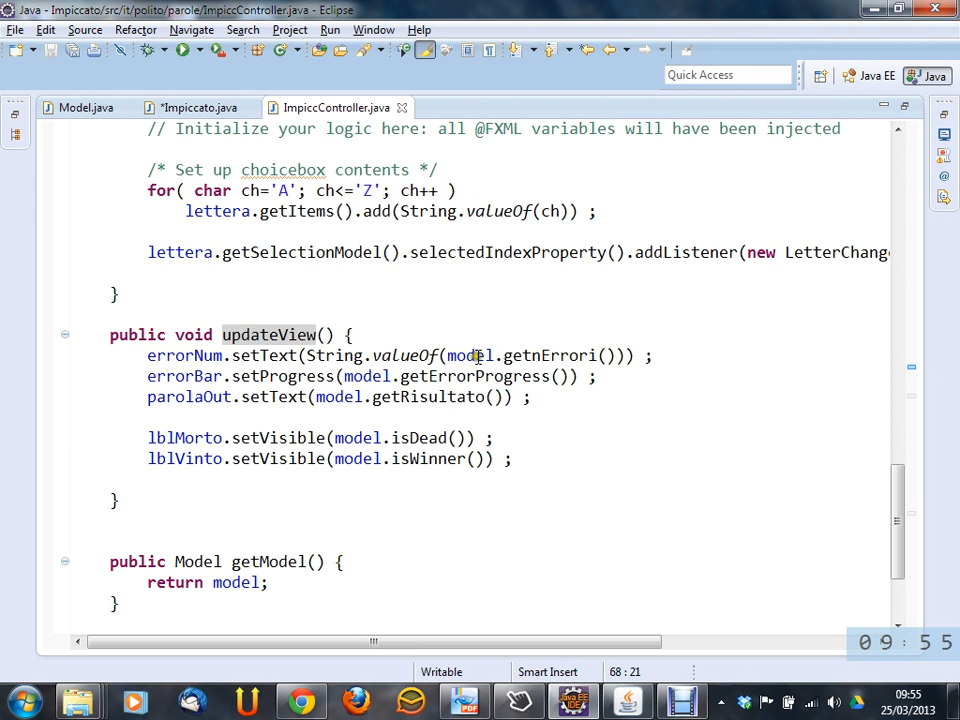 Java - Impiccato/src/it/polito/parole/ImpiccController.java - Eclipse
File Edit Source Refactor Navigate Search Project Run Window Help
Quick Access Java EE Java
Model.java *Impiccato.java ImpiccController.java
// Initialize your logic here: all @FXML variables will have been injected
/* Set up choicebox contents */
for( char ch='A'; ch<='Z'; ch++ )
lettera.getItems().add(String.valueOf(ch)) ;
lettera.getSelectionModel().selectedIndexProperty().addListener(new LetterChange
}
public void updateView() {
errorNum.setText(String.valueOf(model.getnErrori())) ;
errorBar.setProgress(model.getErrorProgress()) ;
parolaOut.setText(model.getRisultato()) ;
lblMorto.setVisible(model.isDead()) ;
lblVinto.setVisible(model.isWinner()) ;
}
public Model getModel() {
return model;
}
09:55
Writable Smart Insert 68 : 21
09:55
25/03/2013